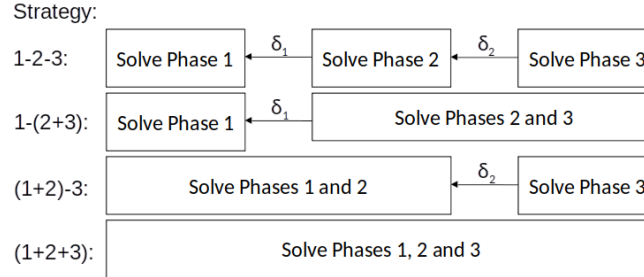 Strategy:
1-2-3: Solve Phase 1 δ1 Solve Phase 2 δ2 Solve Phase 3
1-(2+3): Solve Phase 1 δ1 Solve Phases 2 and 3
(1+2)-3: Solve Phases 1 and 2 δ2 Solve Phase 3
(1+2+3): Solve Phases 1, 2 and 3